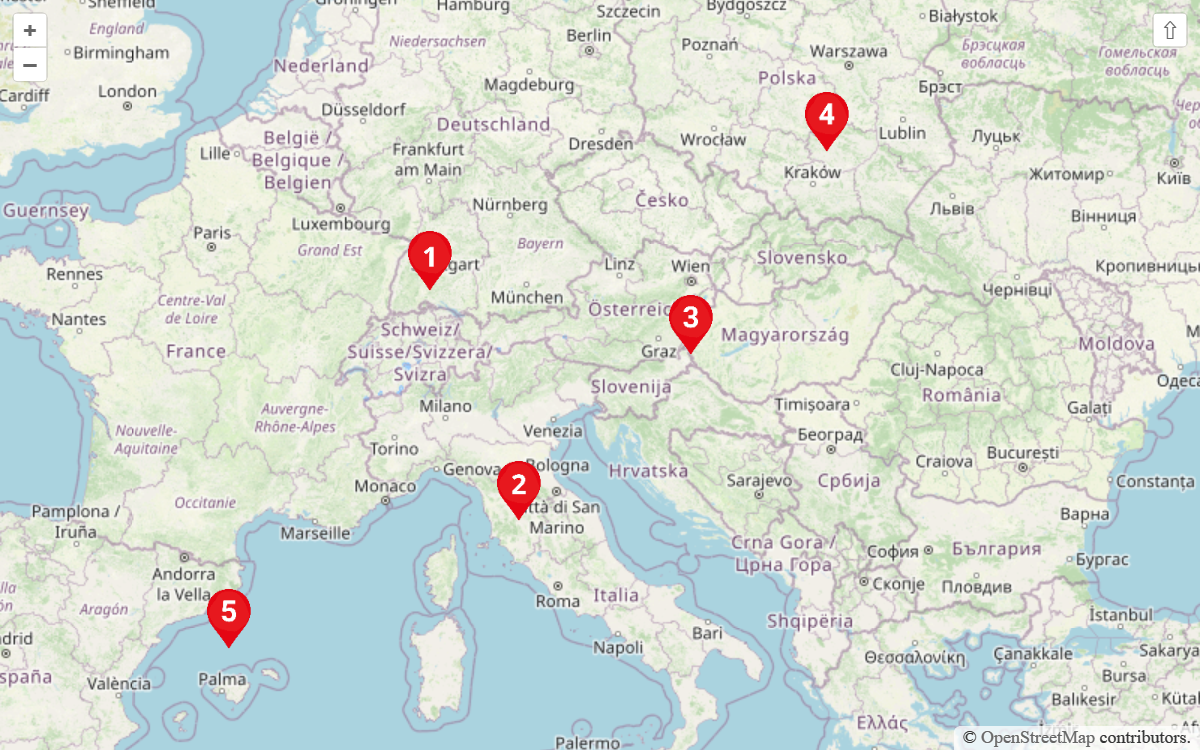 Sheffield
Groningen
Hamburg
Szczecin
Bydgoszcz
Białystok
+
⇧
England
Birmingham
Niedersachsen
Berlin
Poznań
Warszawa
Брэсцкая
вобласць
Гомельская
вобласць
−
Nederland
Polska
Cardiff
London
Magdeburg
Брэст
Düsseldorf
4
België /
Belgique /
Belgien
Deutschland
Wrocław
Lublin
Луцьк
Lille
Frankfurt
am Main
Dresden
Kraków
Житомир
Київ
Guernsey
Luxembourg
Nürnberg
Česko
Львів
Вінниця
Paris
Grand Est
1
Bayern
Rennes
Linz
Wien
Slovensko
Кропивницьк
München
Чернівці
Centre-Val
de Loire
Nantes
Österreic
3
Schweiz/
Suisse/Svizzera/
Svizra
Magyarország
Moldova
France
Graz
Cluj-Napoca
România
Одеса
Slovenija
Milano
Timișoara
Galați
Auvergne-
Rhône-Alpes
Nouvelle-
Aquitaine
Venezia
Београд
Torino
București
Genova
Bologna
Hrvatska
Craiova
Constanța
2
Monaco
Sarajevo
Србија
Occitanie
Città di San
Marino
Варна
Pamplona /
Iruña
Marseille
Crna Gora /
Црна Гора
София
България
Бургас
Andorra
la Vella
Скопје
Пловдив
Aragón
5
Roma
Italia
Shqipëria
İstanbul
Bari
Napoli
Θεσσαλονίκη
Çanakkale
Sakarya
València
Palma
Bursa
Balıkesir
Ελλάς
Palermo
© OpenStreetMap contributors.